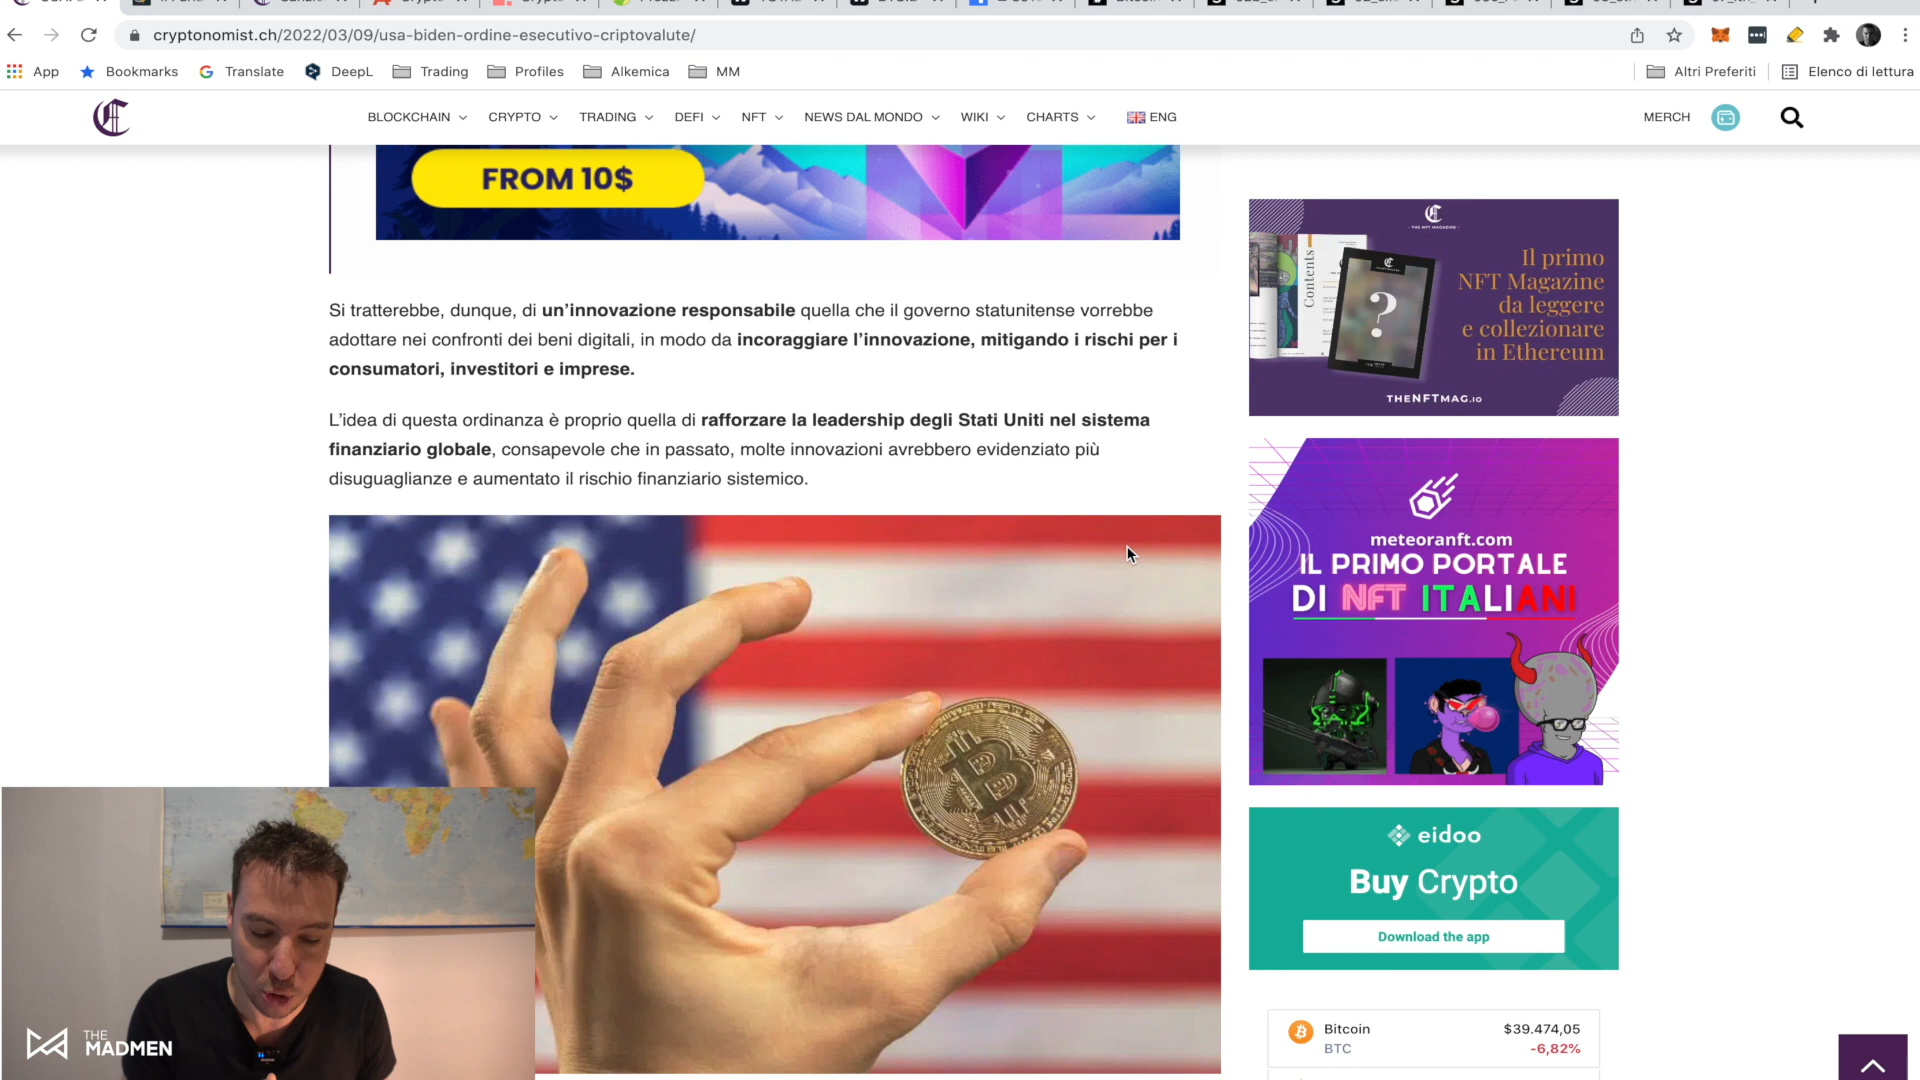 cryptonomist.ch/2022/03/09/usa-biden-ordine-esecutivo-criptovalute/
App Bookmarks Translate DeepL Trading Profiles Alkemica MM Altri Preferiti Elenco di lettura
BLOCKCHAIN CRYPTO TRADING DEFI NFT NEWS DAL MONDO WIKI CHARTS ENG MERCH
FROM 10$
Si tratterebbe, dunque, di un’innovazione responsabile quella che il governo statunitense vorrebbe
adottare nei confronti dei beni digitali, in modo da incoraggiare l’innovazione, mitigando i rischi per i
consumatori, investitori e imprese.
L’idea di questa ordinanza è proprio quella di rafforzare la leadership degli Stati Uniti nel sistema
finanziario globale, consapevole che in passato, molte innovazioni avrebbero evidenziato più
disuguaglianze e aumentato il rischio finanziario sistemico.
- THE NFT MAGAZINE -
Contents
?
Il primo
NFT Magazine
da leggere
e collezionare
in Ethereum
THENFTMAG.IO
meteoranft.com
IL PRIMO PORTALE
DI NFT ITALIANI
eidoo
Buy Crypto
Download the app
Bitcoin $39.474,05
BTC -6,82%
THE
MADMEN